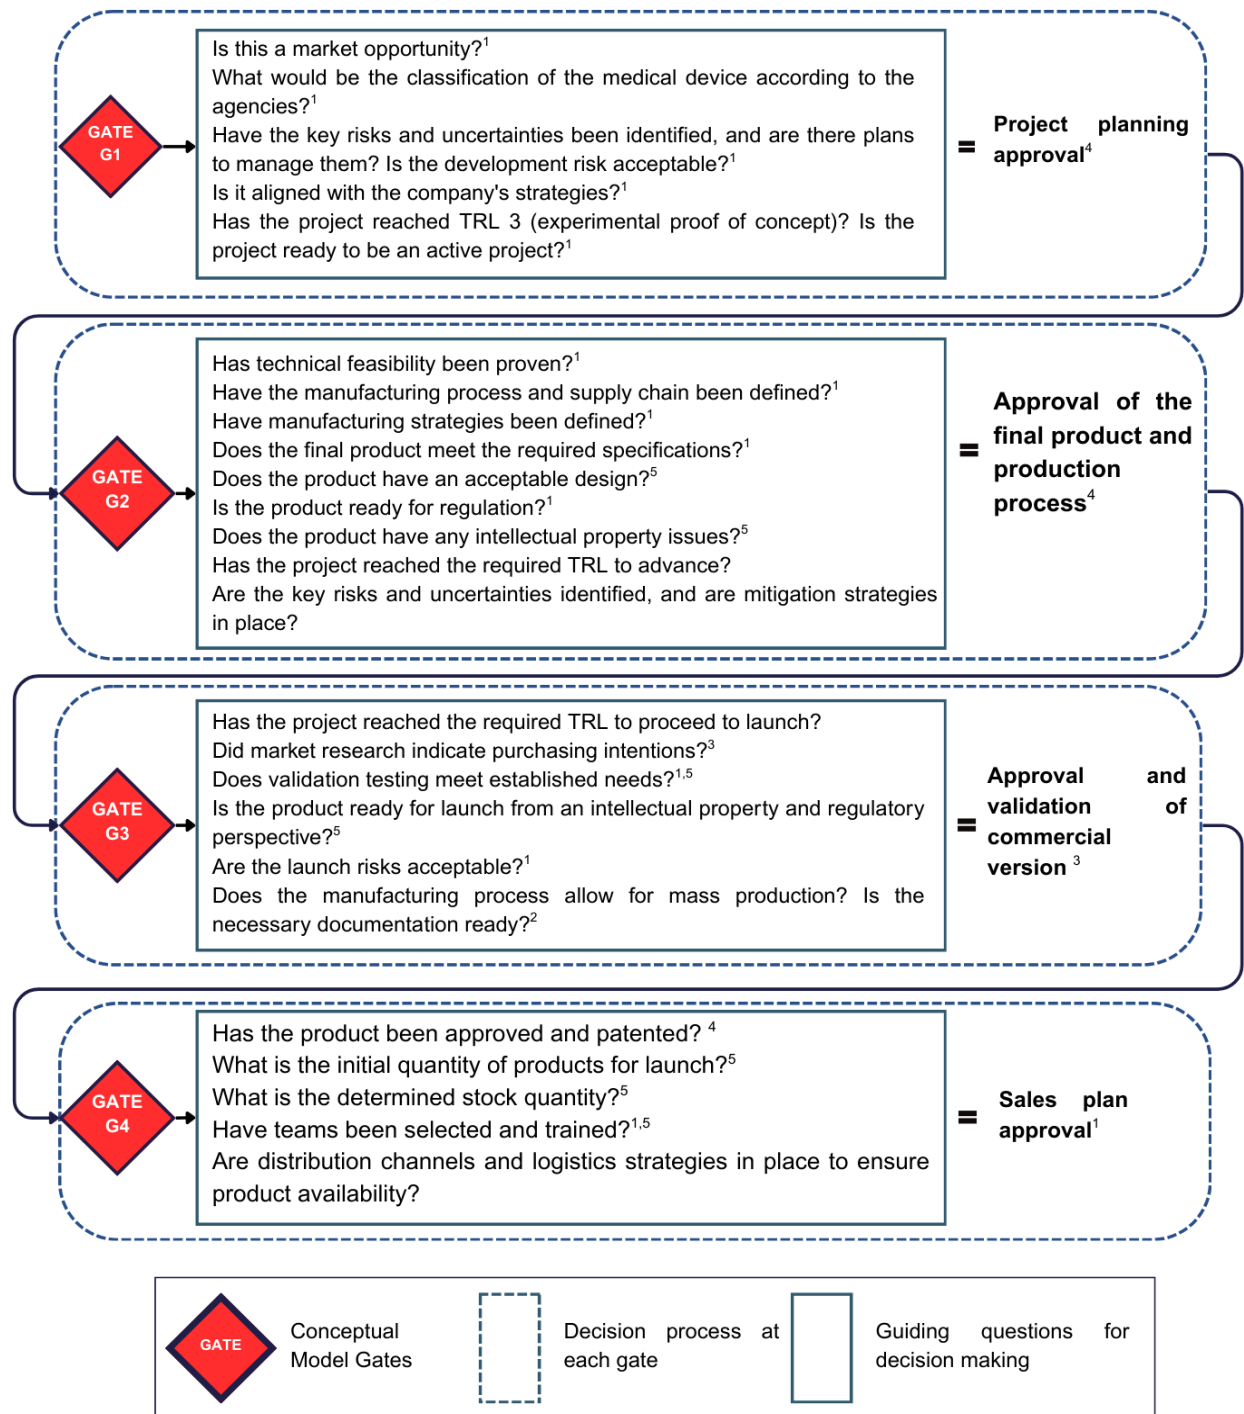 GATE
G1
Is this a market opportunity?¹
What would be the classification of the medical device according to the
agencies?¹
Have the key risks and uncertainties been identified, and are there plans
to manage them? Is the development risk acceptable?¹
Is it aligned with the company's strategies?¹
Has the project reached TRL 3 (experimental proof of concept)? Is the
project ready to be an active project?¹
=
Project planning
approval⁴
GATE
G2
Has technical feasibility been proven?¹
Have the manufacturing process and supply chain been defined?¹
Have manufacturing strategies been defined?¹
Does the final product meet the required specifications?¹
Does the product have an acceptable design?⁵
Is the product ready for regulation?¹
Does the product have any intellectual property issues?⁵
Has the project reached the required TRL to advance?
Are the key risks and uncertainties identified, and are mitigation strategies
in place?
=
Approval of the
final product and
production
process⁴
GATE
G3
Has the project reached the required TRL to proceed to launch?
Did market research indicate purchasing intentions?³
Does validation testing meet established needs?¹,⁵
Is the product ready for launch from an intellectual property and regulatory
perspective?⁵
Are the launch risks acceptable?¹
Does the manufacturing process allow for mass production? Is the
necessary documentation ready?²
=
Approval and
validation of
commercial
version ³
GATE
G4
Has the product been approved and patented? ⁴
What is the initial quantity of products for launch?⁵
What is the determined stock quantity?⁵
Have teams been selected and trained?¹,⁵
Are distribution channels and logistics strategies in place to ensure
product availability?
=
Sales plan
approval¹
GATE
Conceptual
Model Gates
Decision process at
each gate
Guiding questions for
decision making